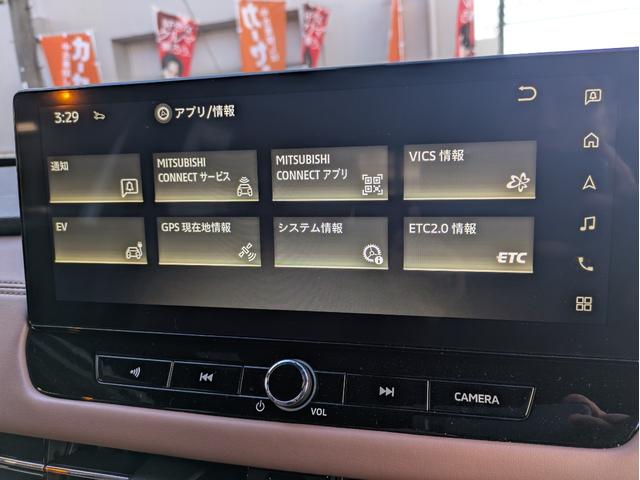 3:29
アプリ/情報
通知
MITSUBISHI
CONNECT サービス
MITSUBISHI
CONNECT アプリ
VICS 情報
EV
GPS 現在地情報
システム情報
ETC2.0 情報
ETC
VOL
CAMERA